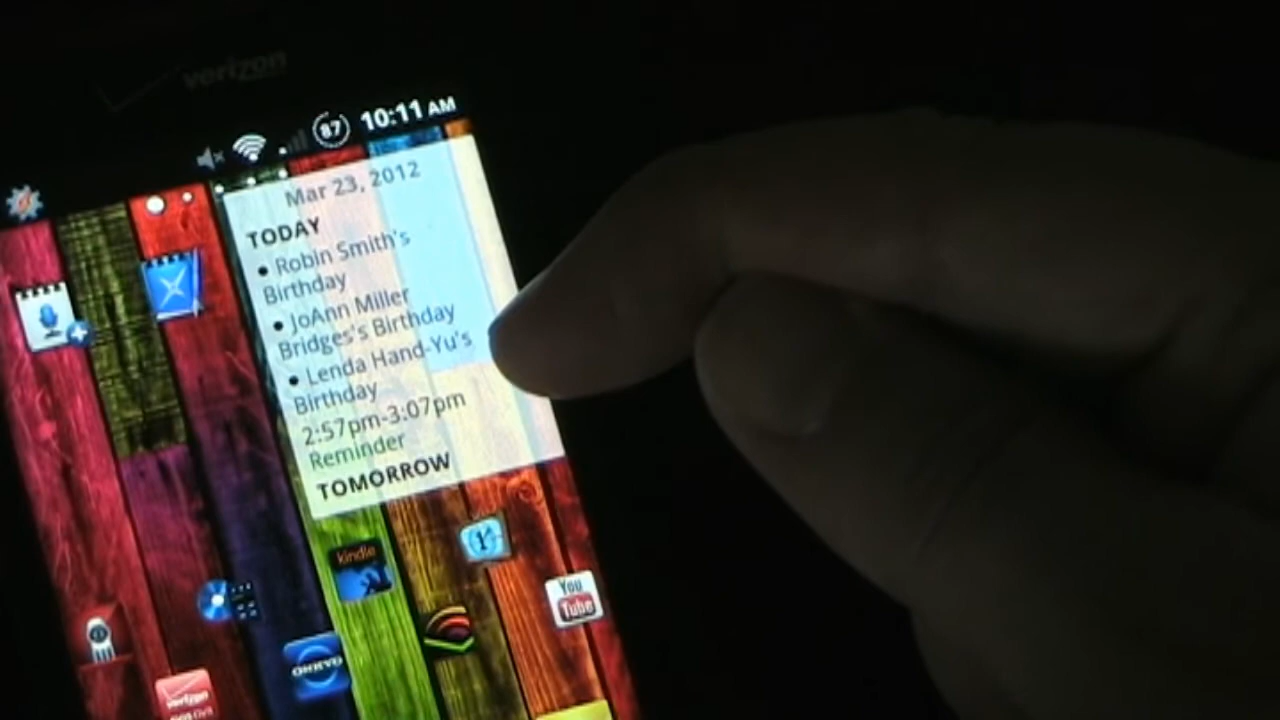 verizon
87 10:11 AM
Mar 23, 2012
TODAY
• Robin Smith's
Birthday
• JoAnn Miller
Bridges's Birthday
• Lenda Hand-Yu's
Birthday
2:57pm-3:07pm
Reminder
TOMORROW
kindle
r
You
Tube
ONKYO
verizon